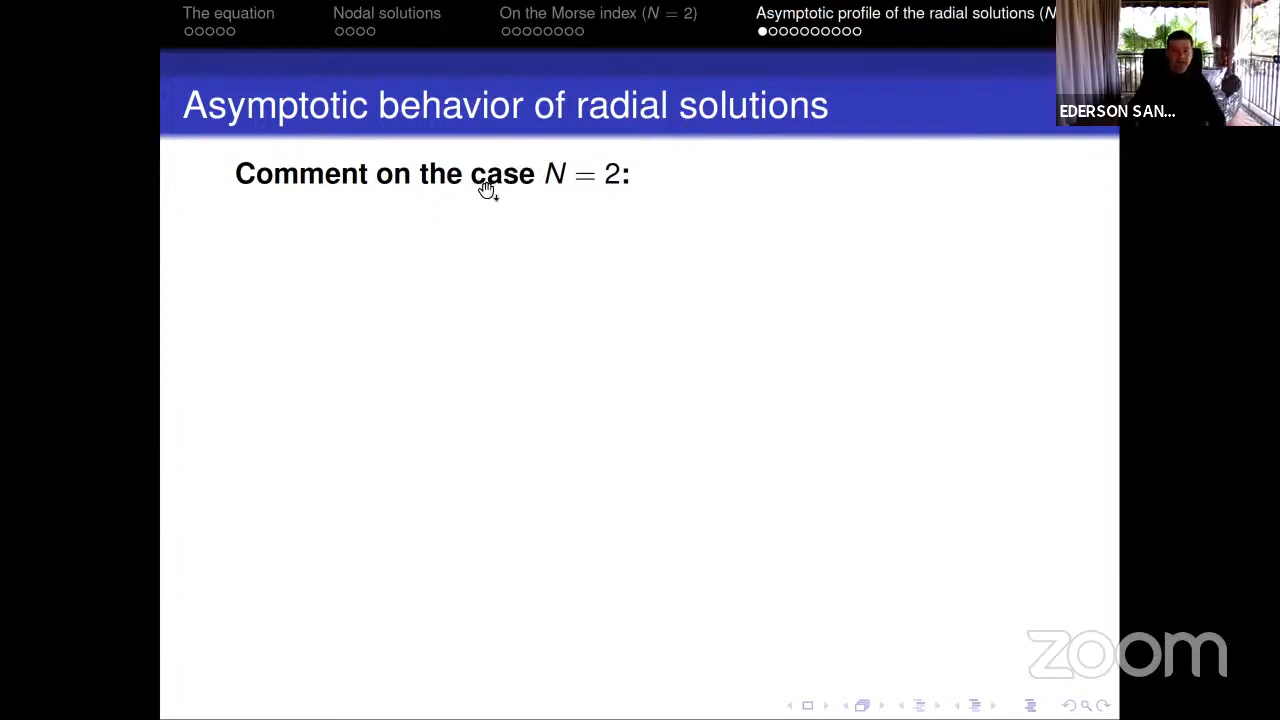 The equation
Nodal solutions
On the Morse index (N = 2)
Asymptotic profile of the radial solutions (N
EDERSON SAN...
Asymptotic behavior of radial solutions
Comment on the case N = 2:
zoom